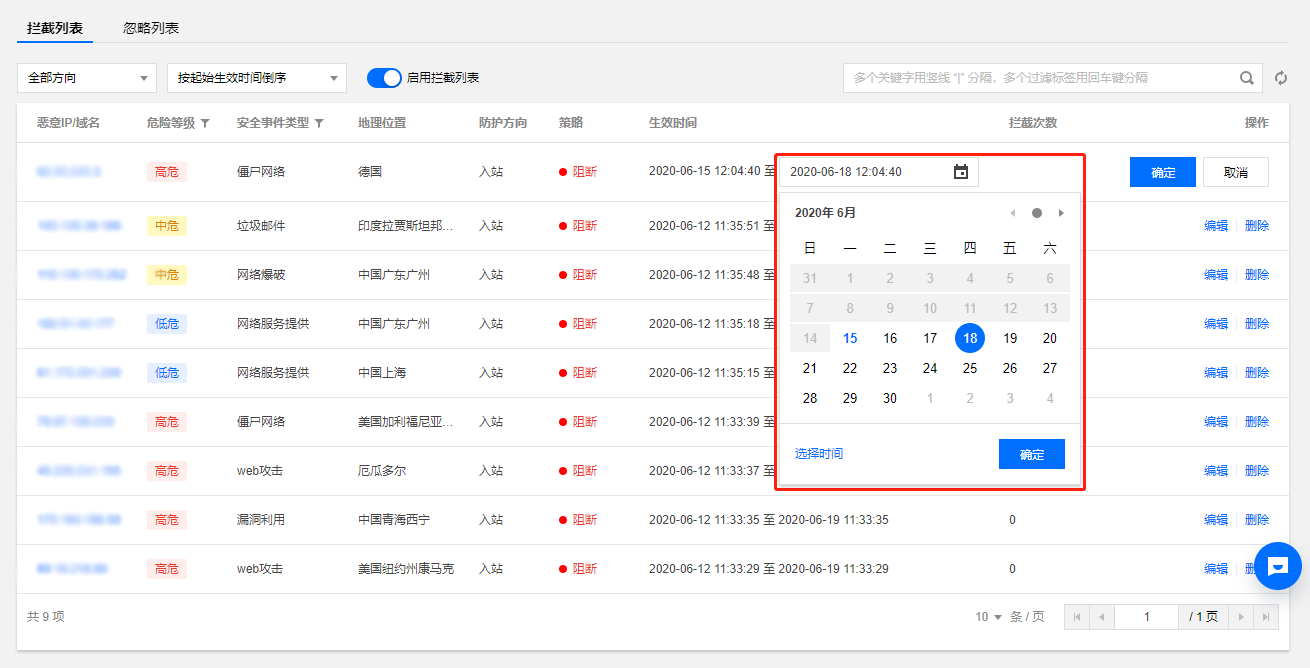 拦截列表 忽略列表
全部方向 按起始生效时间倒序 启用拦截列表 多个关键字用竖线 "|" 分隔，多个过滤标签用回车键分隔
恶意IP/域名 危险等级 安全事件类型 地理位置 防护方向 策略 生效时间 拦截次数 操作
高危 僵尸网络 德国 入站 阻断 2020-06-15 12:04:40 至 2020-06-18 12:04:40 确定 取消
中危 垃圾邮件 印度拉贾斯坦邦... 入站 阻断 2020-06-12 11:35:51 至 编辑 删除
中危 网络爆破 中国广东广州 入站 阻断 2020-06-12 11:35:48 至 编辑 删除
低危 网络服务提供 中国广东广州 入站 阻断 2020-06-12 11:35:18 至 编辑 删除
低危 网络服务提供 中国上海 入站 阻断 2020-06-12 11:35:15 至 编辑 删除
高危 僵尸网络 美国加利福尼亚... 入站 阻断 2020-06-12 11:33:39 至 编辑 删除
高危 web攻击 厄瓜多尔 入站 阻断 2020-06-12 11:33:37 至 编辑 删除
高危 漏洞利用 中国青海西宁 入站 阻断 2020-06-12 11:33:35 至 2020-06-19 11:33:35 0 编辑 删除
高危 web攻击 美国纽约州康马克 入站 阻断 2020-06-12 11:33:29 至 2020-06-19 11:33:29 0 编辑
2020年 6月
日 一 二 三 四 五 六
31 1 2 3 4 5 6
7 8 9 10 11 12 13
14 15 16 17 18 19 20
21 22 23 24 25 26 27
28 29 30 1 2 3 4
选择时间 确定
共 9 项 10 条 / 页 1 / 1 页